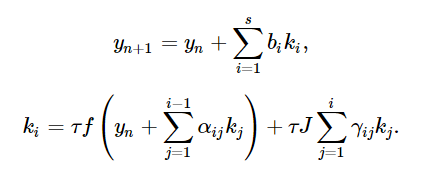 $$y_{n+1} = y_n + \sum_{i=1}^{s} b_i k_i,$$
$$k_i = \tau f\left(y_n + \sum_{j=1}^{i-1} \alpha_{ij} k_j\right) + \tau J \sum_{j=1}^{i} \gamma_{ij} k_j.$$